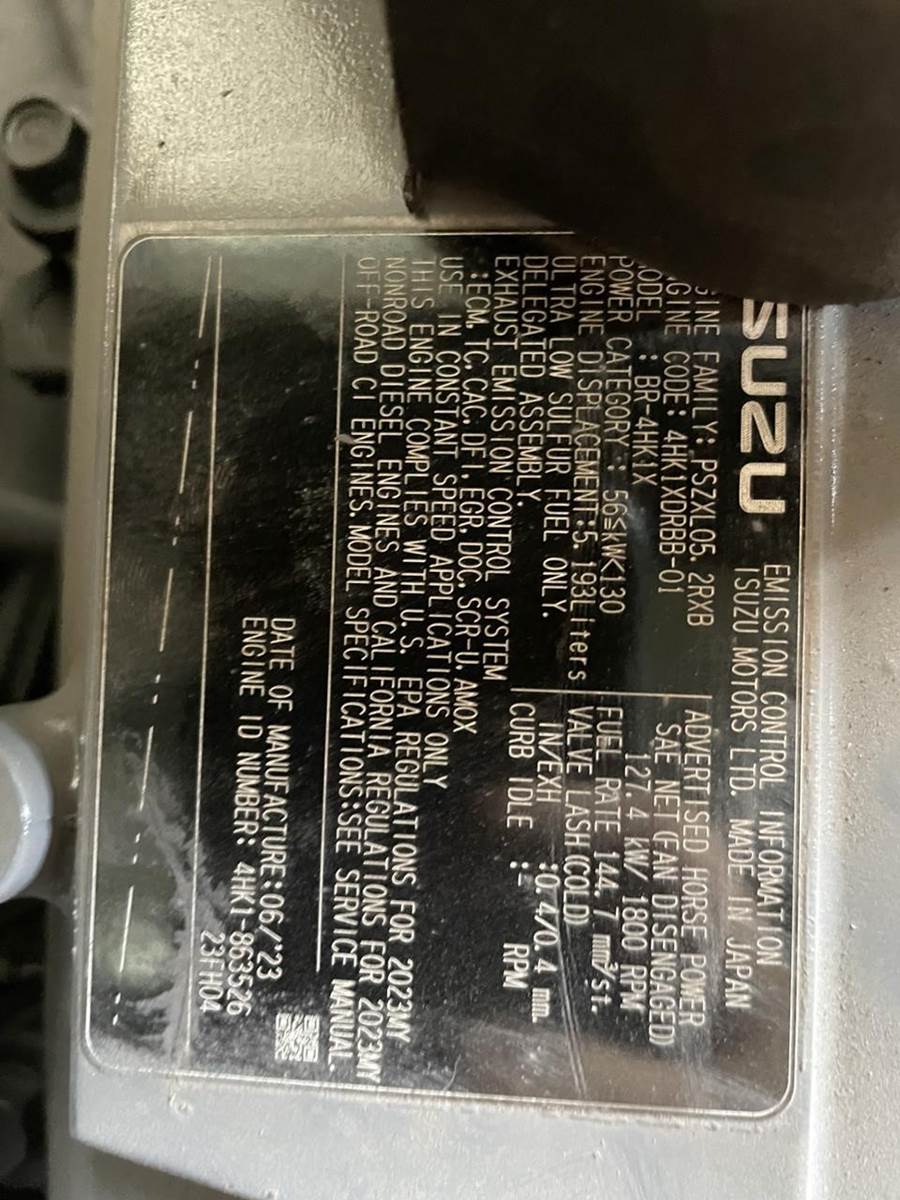 SUZU
EMISSION CONTROL INFORMATION
ISUZU MOTORS LTD. MADE IN JAPAN
GINE FAMILY: PSZXL05.2RXB
NGINE CODE: 4HK1XDRBB-01
ODEL : BR-4HK1X
POWER CATEGORY : 56≦kW<130
ENGINE DISPLACEMENT:5.193Liters
ULTRA LOW SULFUR FUEL ONLY.
DELEGATED ASSEMBLY.
EXHAUST EMISSION CONTROL SYSTEM
:ECM, TC, CAC, DFI, EGR, DOC, SCR-U, AMOX
USE IN CONSTANT SPEED APPLICATIONS ONLY
THIS ENGINE COMPLIES WITH U.S. EPA REGULATIONS FOR 2023MY
NONROAD DIESEL ENGINES AND CALIFORNIA REGULATIONS FOR 2023MY
OFF-ROAD CI ENGINES.MODEL SPECIFICATIONS:SEE SERVICE MANUAL.
ADVERTISED HORSE POWER
SAE NET(FAN DISENGAGED
127.4 kW/ 1800 RPM
FUEL RATE 144.7 mm³/st.
VALVE LASH(COLD)
IN/EXH :0.4/0.4 mm.
CURB IDLE :- RPM
DATE OF MANUFACTURE:06/'23
ENGINE ID NUMBER: 4HK1-863526
23FH04